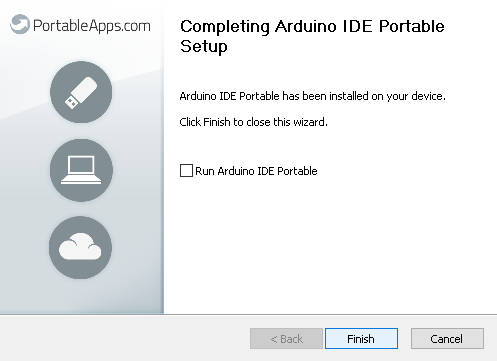 PortableApps.com
Completing Arduino IDE Portable
Setup
Arduino IDE Portable has been installed on your device.
Click Finish to close this wizard.
Run Arduino IDE Portable
< Back
Finish
Cancel